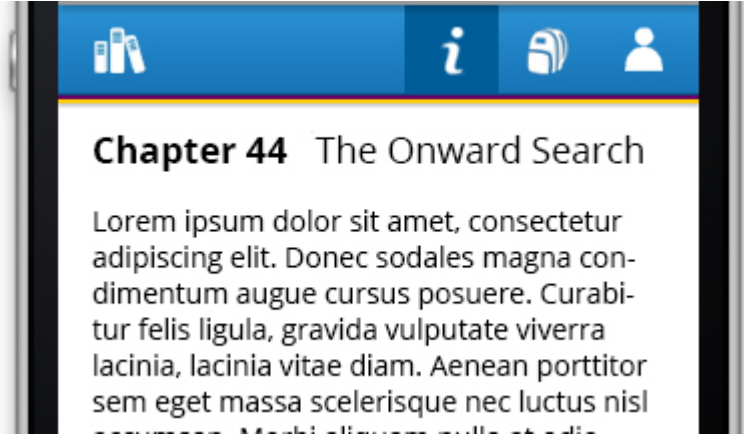 Chapter 44 The Onward Search
Lorem ipsum dolor sit amet, consectetur
adipiscing elit. Donec sodales magna con-
dimentum augue cursus posuere. Curabi-
tur felis ligula, gravida vulputate viverra
lacinia, lacinia vitae diam. Aenean porttitor
sem eget massa scelerisque nec luctus nisl